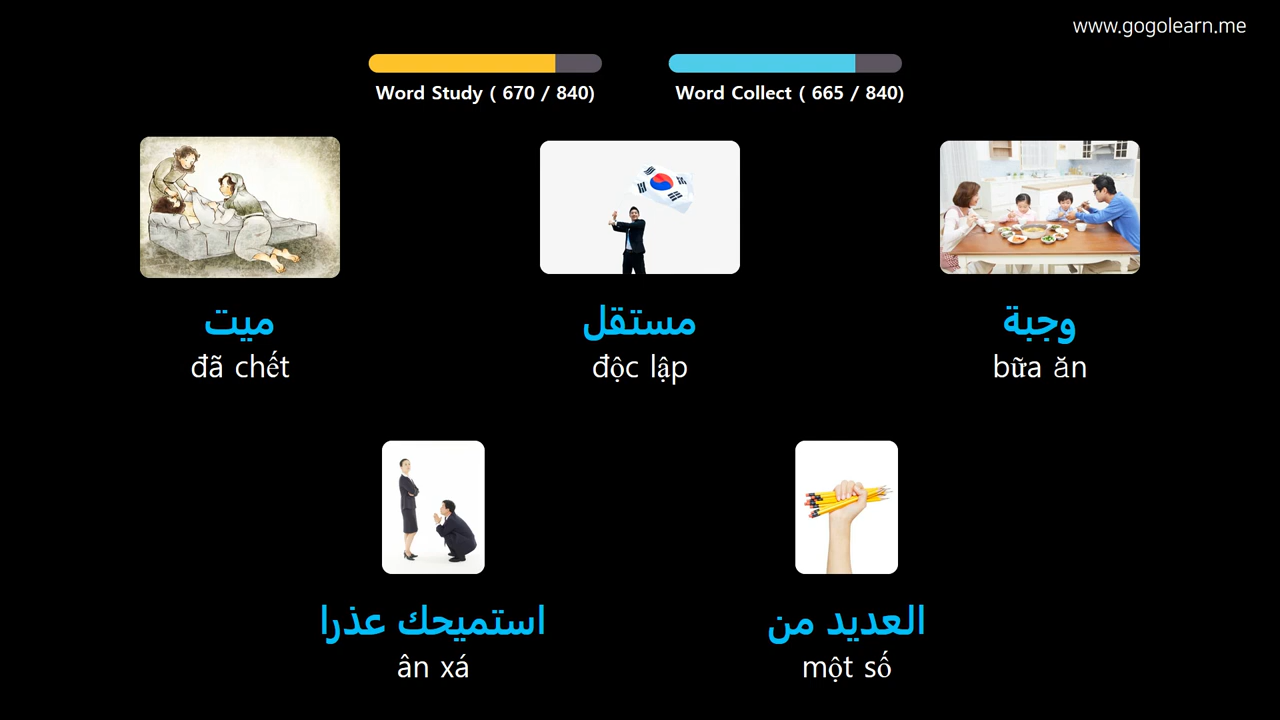 www.gogolearn.me
Word Study ( 670 / 840)
Word Collect ( 665 / 840)
ميت
đã chết
مستقل
độc lập
وجبة
bữa ăn
استميحك عذرا
ân xá
العديد من
một số